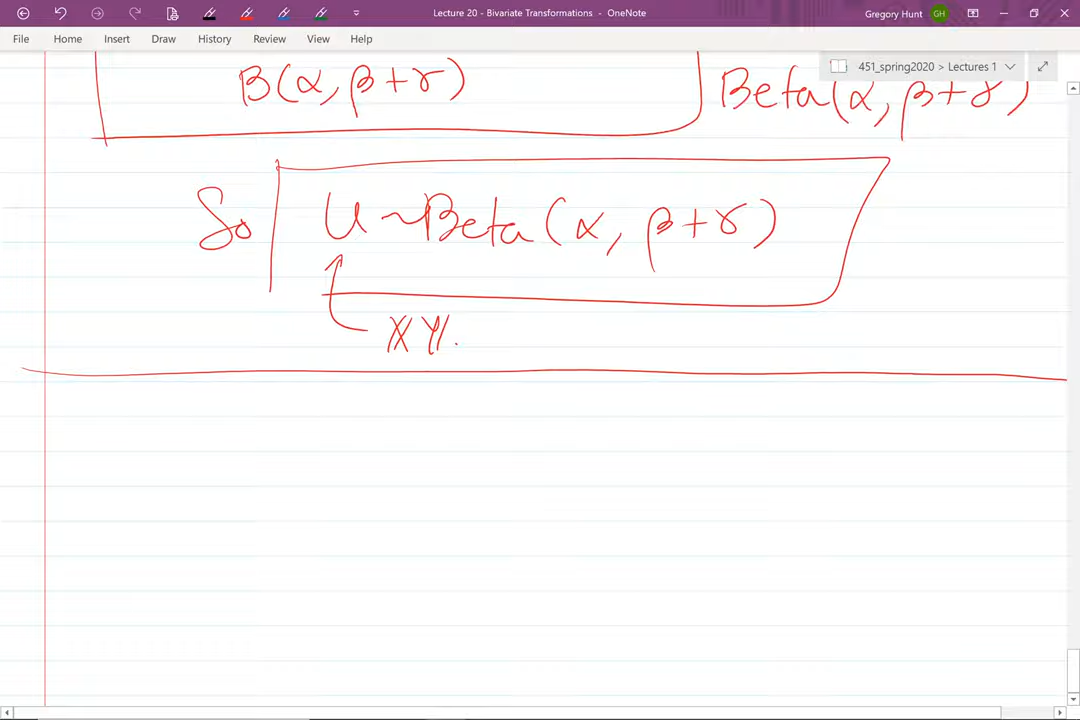 Lecture 20 - Bivariate Transformations - OneNote
Gregory Hunt GH
File Home Insert Draw History Review View Help
451_spring2020 > Lectures 1
B(α, β+γ)
Beta(α, β+γ)
So U ~ Beta(α, β+γ)
XY.